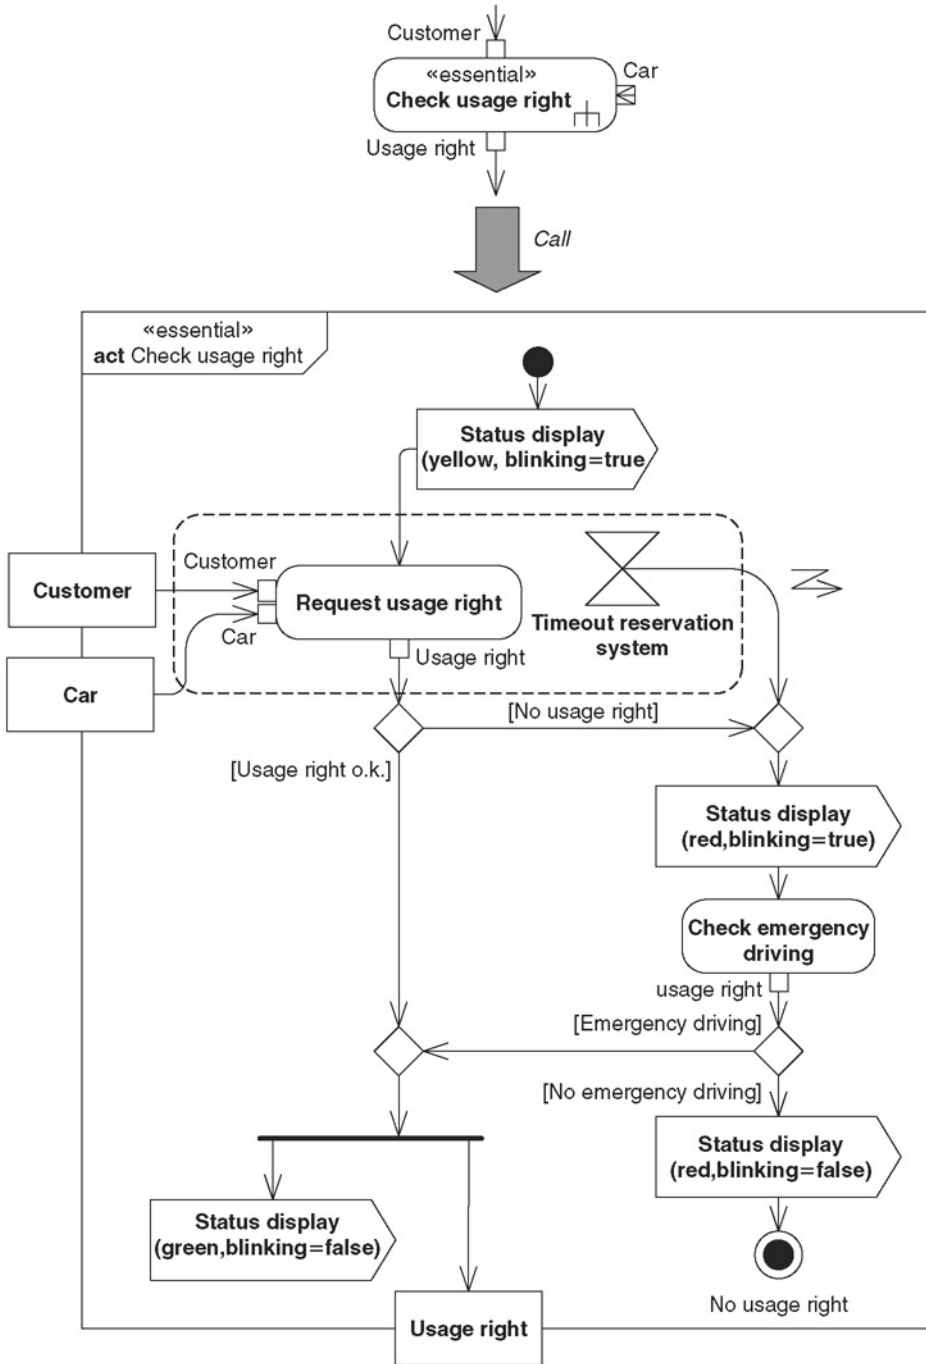 Customer
«essential»
Check usage right
Car
Usage right
Call
«essential»
act Check usage right
Status display
(yellow, blinking=true
Customer
Customer
Request usage right
Car
Usage right
Timeout reservation
system
Car
[No usage right]
[Usage right o.k.]
Status display
(red,blinking=true)
Check emergency
driving
usage right
[Emergency driving]
[No emergency driving]
Status display
(red,blinking=false)
Status display
(green,blinking=false)
No usage right
Usage right